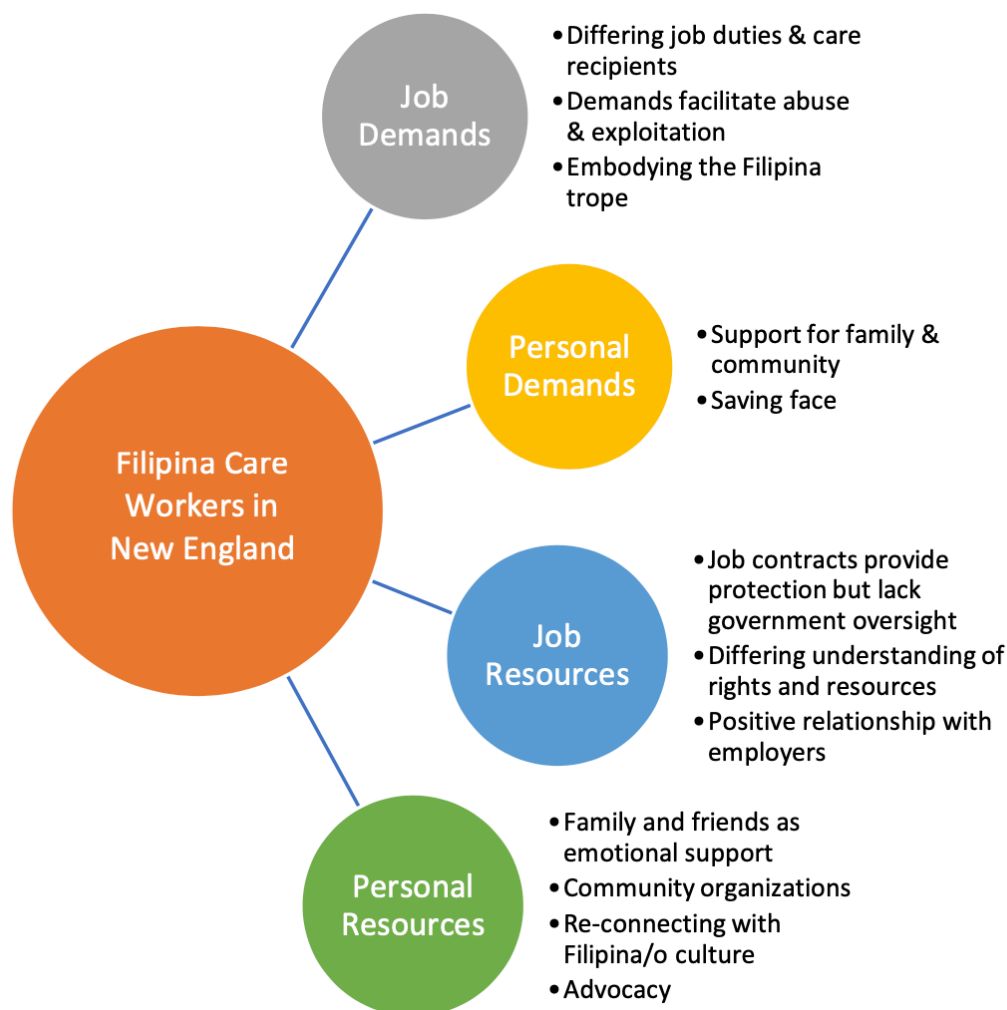 Job
Demands
•Differing job duties & care
recipients
•Demands facilitate abuse
& exploitation
•Embodying the Filipina
trope
Personal
Demands
•Support for family &
community
•Saving face
Filipina Care
Workers in
New England
Job
Resources
•Job contracts provide
protection but lack
government oversight
•Differing understanding of
rights and resources
•Positive relationship with
employers
Personal
Resources
•Family and friends as
emotional support
•Community organizations
•Re-connecting with
Filipina/o culture
•Advocacy